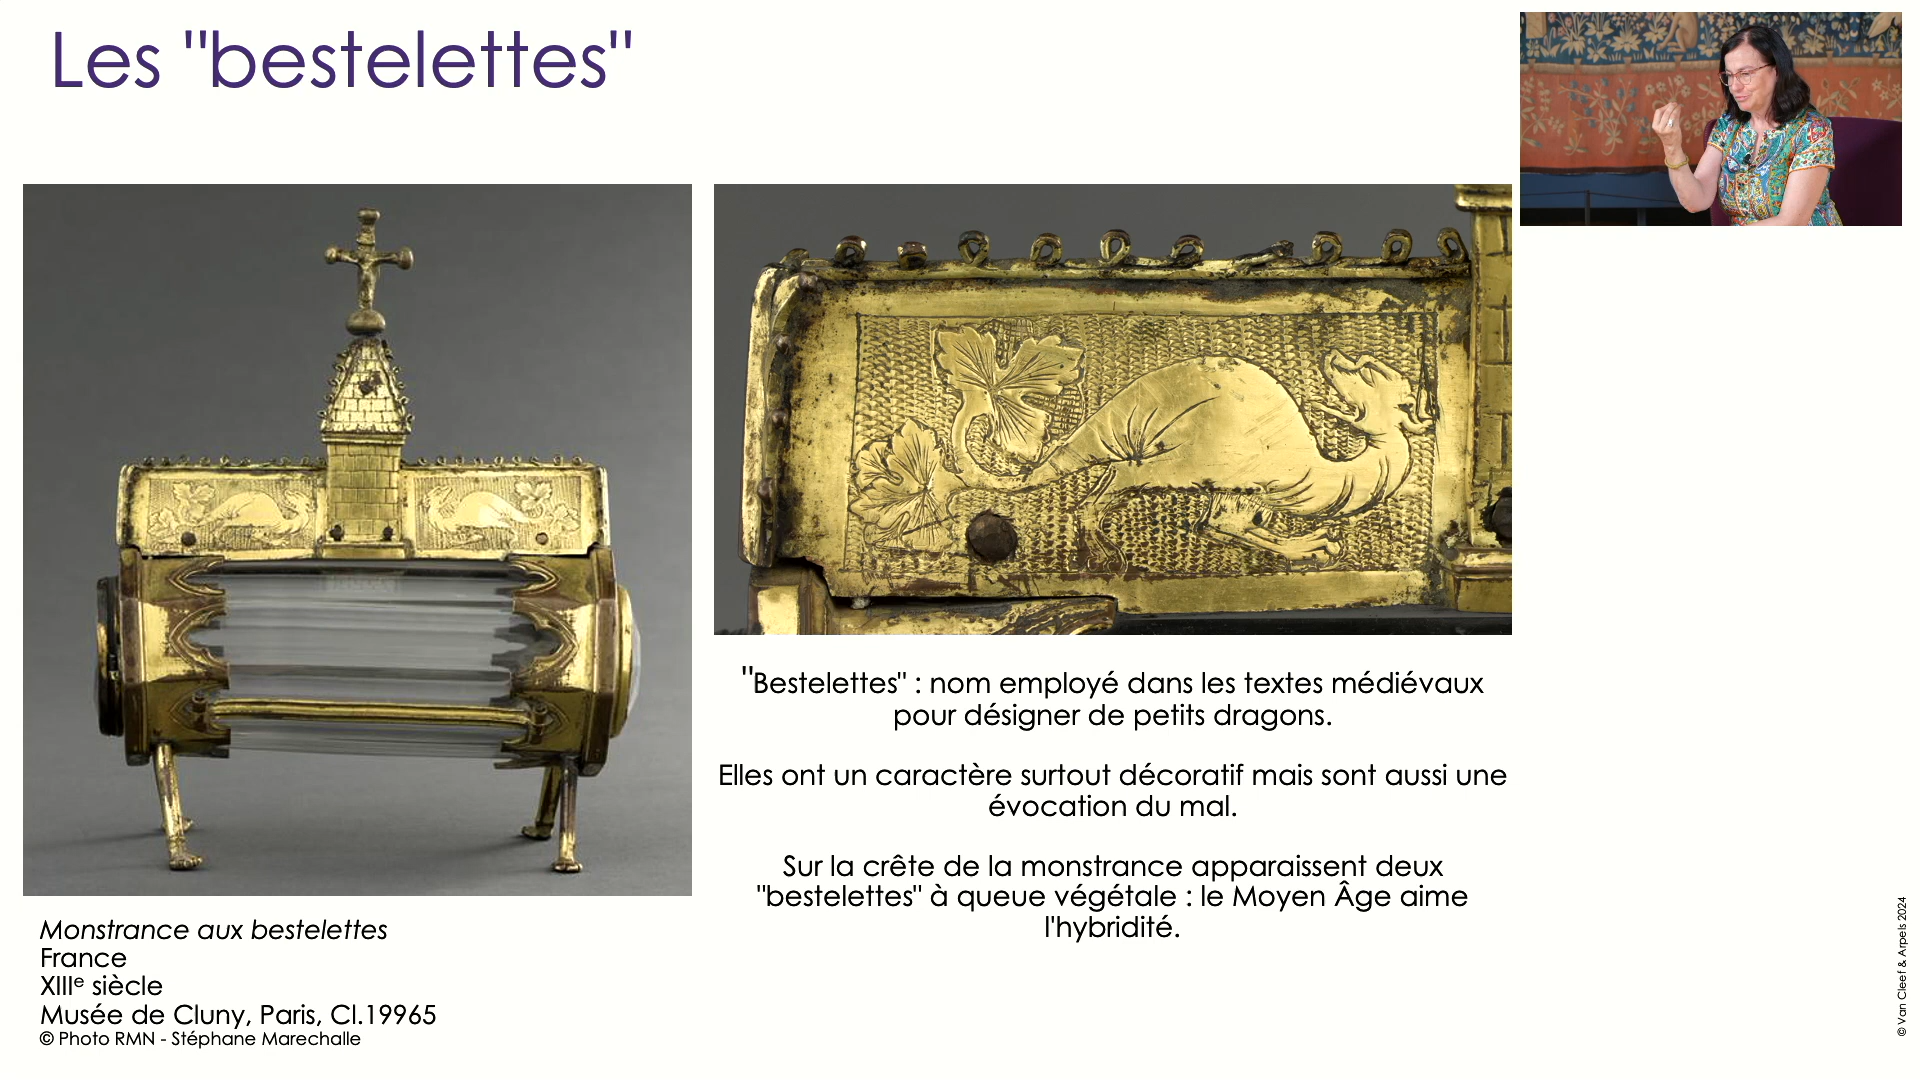 Les "bestelettes"
"Bestelettes" : nom employé dans les textes médiévaux
pour désigner de petits dragons.
Elles ont un caractère surtout décoratif mais sont aussi une
évocation du mal.
Sur la crête de la monstrance apparaissent deux
"bestelettes" à queue végétale : le Moyen Âge aime
l'hybridité.
Monstrance aux bestelettes
France
XIIIᵉ siècle
Musée de Cluny, Paris, Cl.19965
© Photo RMN - Stéphane Marechalle
© Van Cleef & Arpels 2024